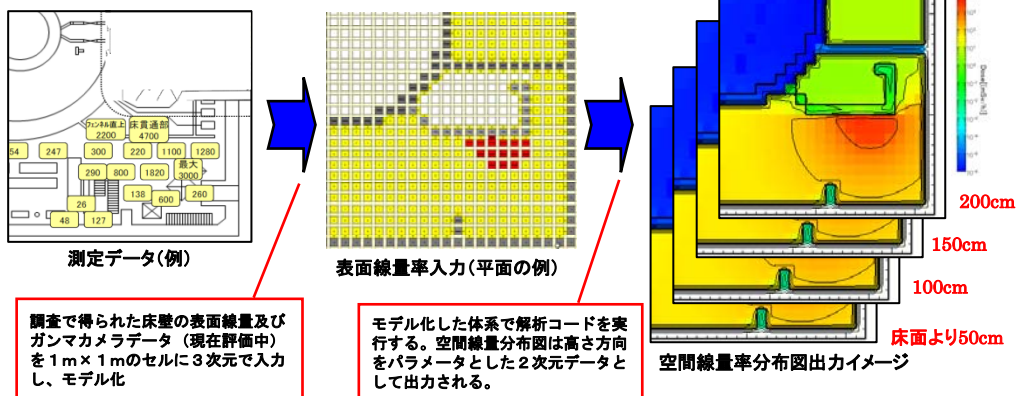 ファンネル直上
2200
床貫通部
4700
54
247
300
220
1100
1280
290
800
1820
最大
3000
138
600
260
26
48
127
測定データ(例)
表面線量率入力(平面の例)
調査で得られた床壁の表面線量及び
ガンマカメラデータ(現在評価中)
を1m×1mのセルに3次元で入力
し、モデル化
モデル化した体系で解析コードを実
行する。空間線量分布図は高さ方向
をパラメータとした2次元データと
して出力される。
200cm
150cm
100cm
床面より50cm
空間線量率分布図出力イメージ
Dose[mSv/h]